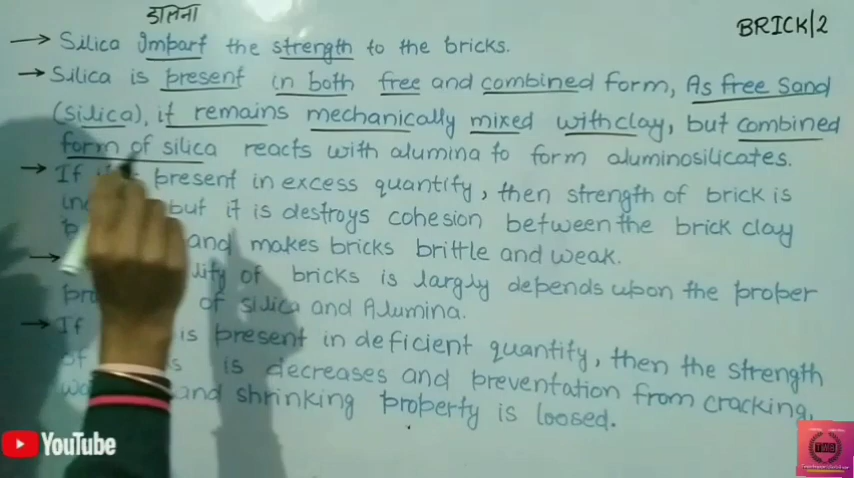 डालना
BRICK/2
→ Silica Impart the strength to the bricks.
→ Silica is present in both free and combined form, As free Sand
(silica), it remains mechanically mixed with clay, but combined
form of silica reacts with alumina to form aluminosilicates.
→ If present in excess quantity, then strength of brick is
but it is destroys cohesion between the brick clay
and makes bricks brittle and weak.
→ of bricks is largly depends upon the proper
of silica and Alumina.
→ If is present in deficient quantity, then the strength
is decreases and preventation from cracking,
and shrinking property is loosed.
YouTube
TWB